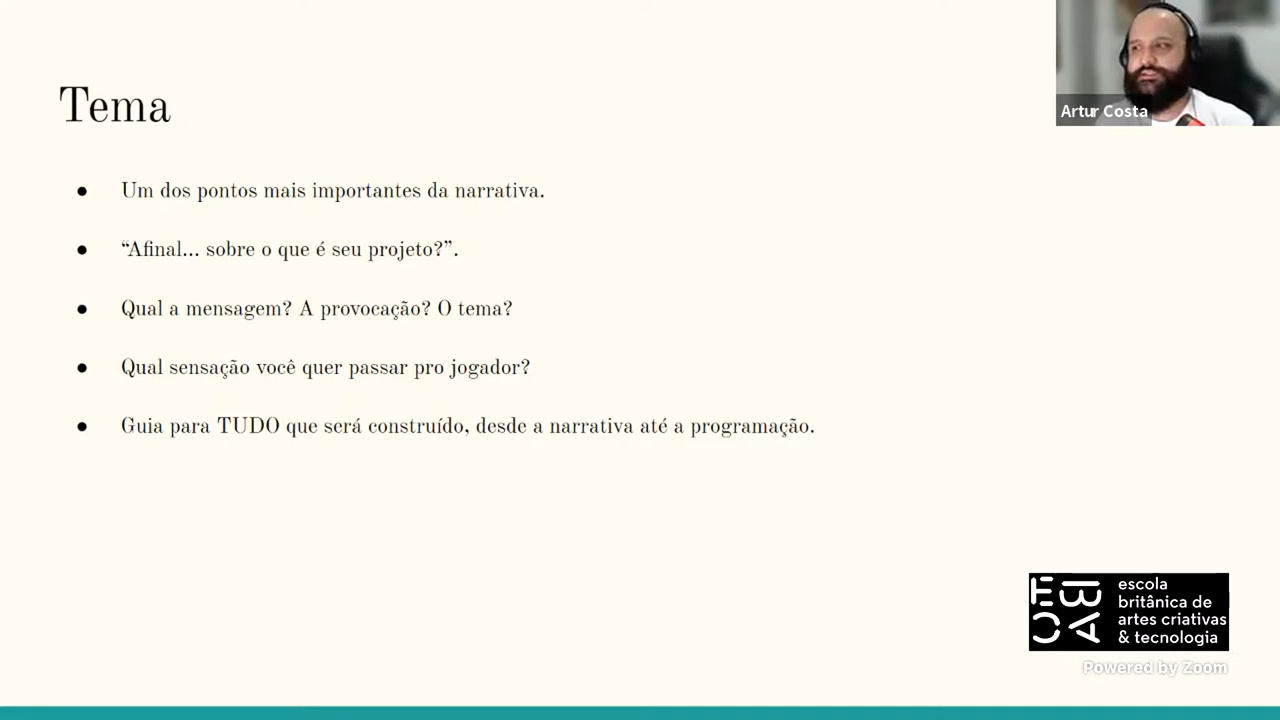 Tema
Artur Costa
● Um dos pontos mais importantes da narrativa.
● “Afinal... sobre o que é seu projeto?”.
● Qual a mensagem? A provocação? O tema?
● Qual sensação você quer passar pro jogador?
● Guia para TUDO que será construído, desde a narrativa até a programação.
EBAC
escola
britânica de
artes criativas
& tecnologia
Powered by Zoom